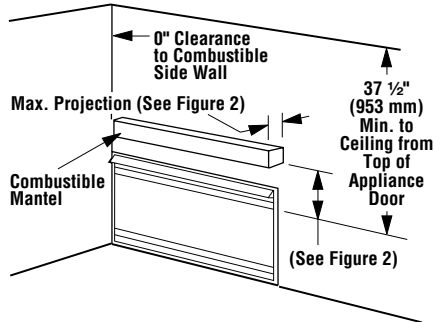 0" Clearance
to Combustible
Side Wall
Max. Projection (See Figure 2)
37 ½"
(953 mm)
Min. to
Ceiling from
Top of
Appliance
Door
Combustible
Mantel
(See Figure 2)